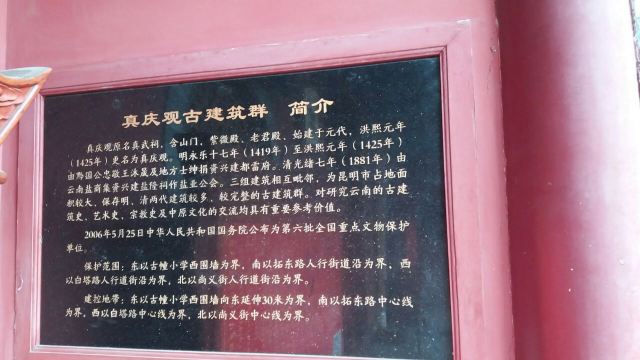 真庆观古建筑群 简介
真庆观原名真武祠,含山门,紫微殿、老君殿、始建于元代,洪熙元年
(1425年)更名为真庆观。明永乐十七年(1419年)至洪熙元年(1425年)
由黔国公忠敬王派员及地方士绅捐资兴建都雷府。清光绪七年(1881年)由
云南盐商集资兴建盐隆祠作盐业公会。三组建筑相互毗邻,为昆明市占地面
积较大、保存明,清两代建筑较多、较完整的古建筑群。对研究云南的古建
筑史、艺术史,宗教史及中原文化的交流均具有重要参考价值。
2006年5月25日中华人民共和国国务院公布为第六批全国重点文物保护
单位。
保护范围:东以古幢小学西围墙为界,南以拓东路人行街道沿为界,西
以白塔路人行街道沿为界,北以尚义街人行街道沿为界。
建控地带:东以古幢小学西围墙向东延伸30米为界,南以拓东路中心线
为界,西以白塔路中心线为界,北以尚义街中心线为界。